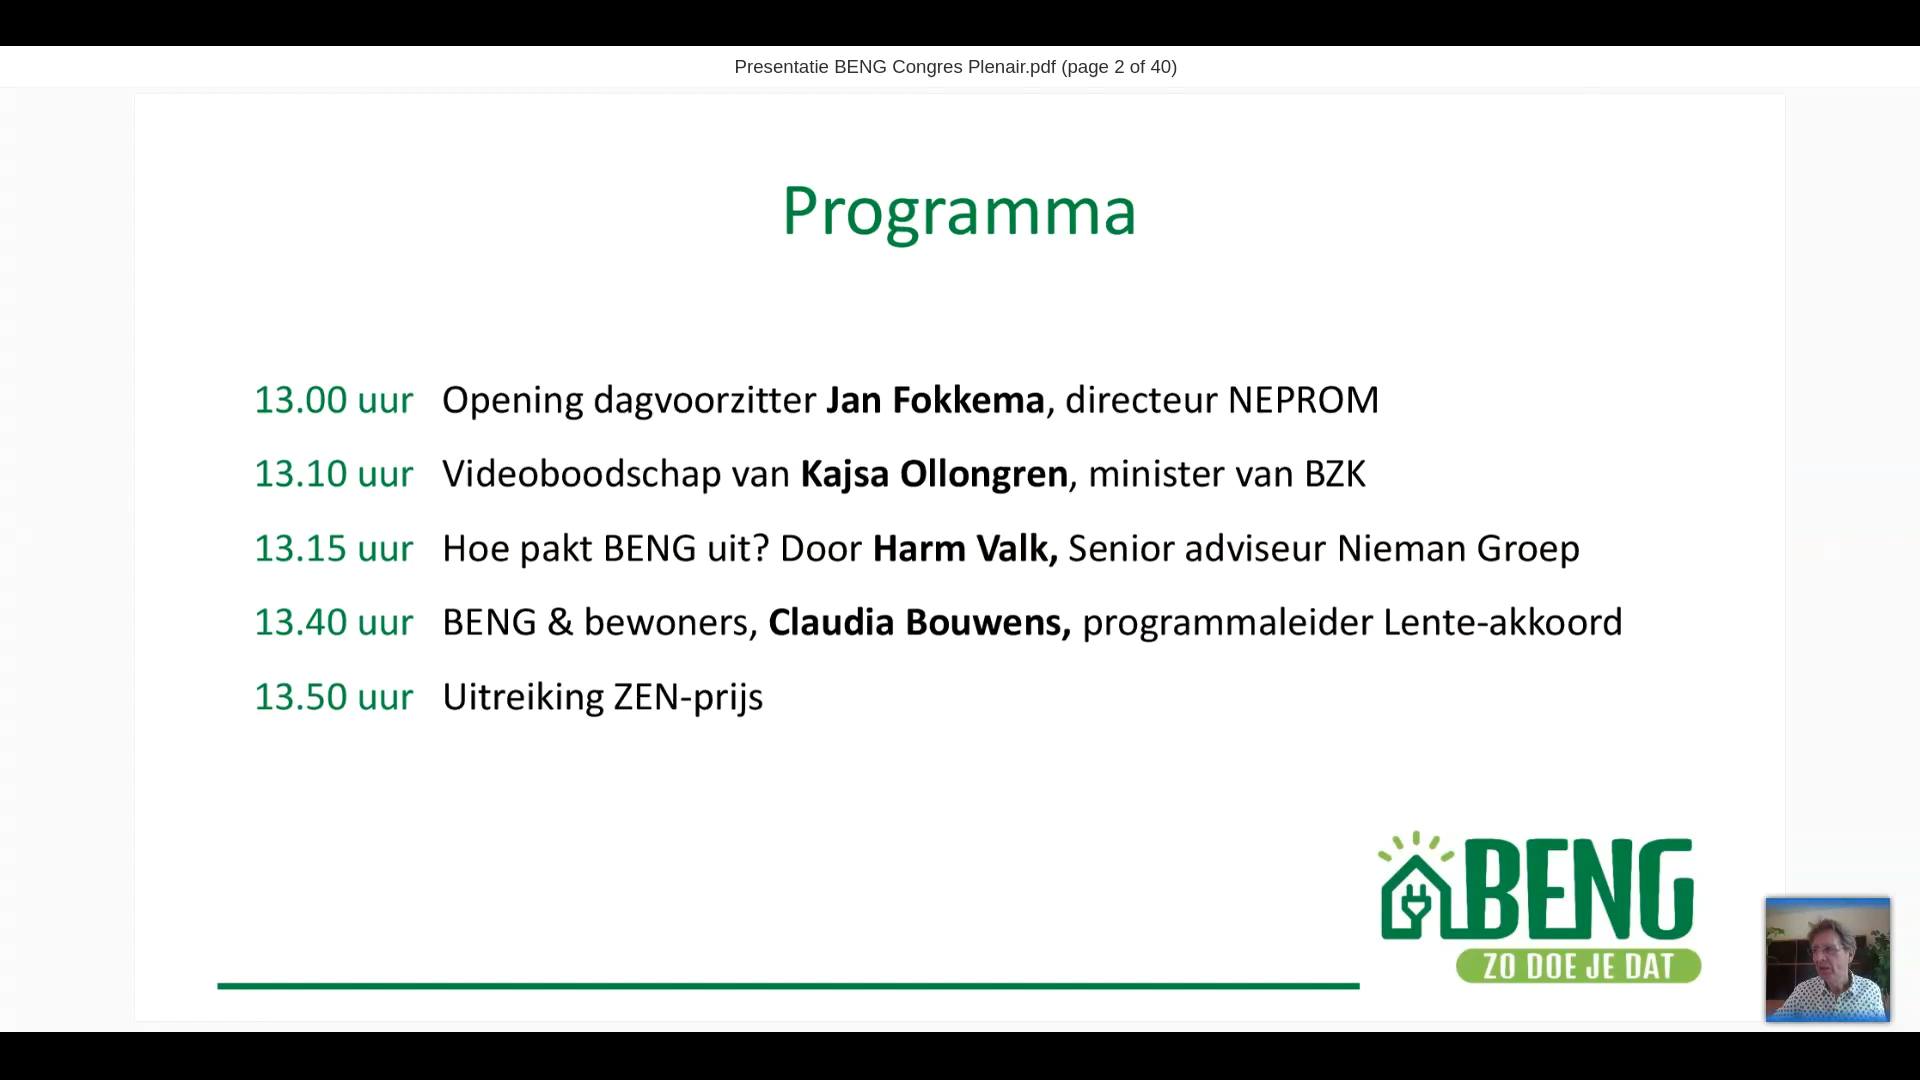 Presentatie BENG Congres Plenair.pdf (page 2 of 40)
Programma
13.00 uur Opening dagvoorzitter Jan Fokkema, directeur NEPROM
13.10 uur Videoboodschap van Kajsa Ollongren, minister van BZK
13.15 uur Hoe pakt BENG uit? Door Harm Valk, Senior adviseur Nieman Groep
13.40 uur BENG & bewoners, Claudia Bouwens, programmaleider Lente-akkoord
13.50 uur Uitreiking ZEN-prijs
BENG
ZO DOE JE DAT